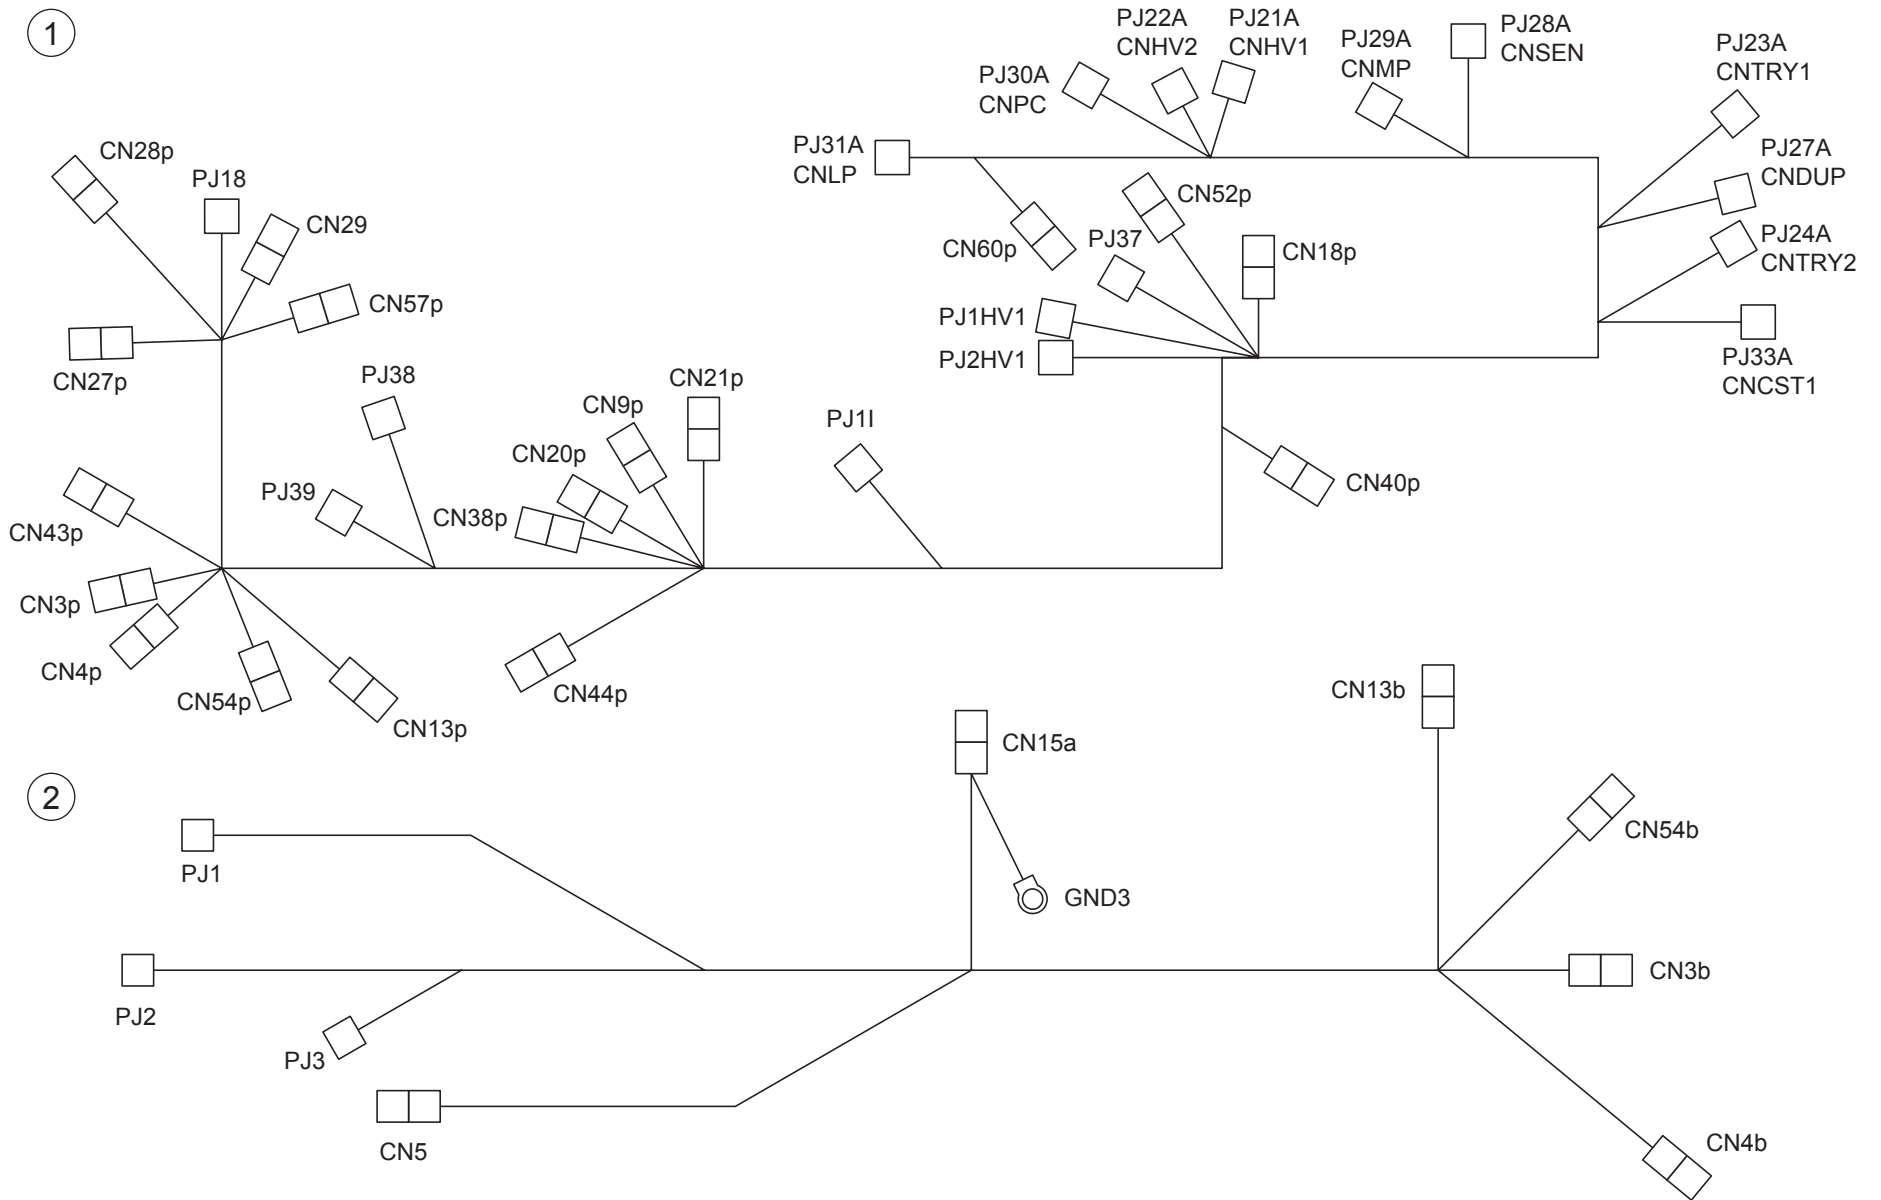 1
PJ22A
CNHV2
PJ21A
CNHV1
PJ29A
CNMP
PJ28A
CNSEN
PJ23A
CNTRY1
PJ30A
CNPC
PJ31A
CNLP
PJ27A
CNDUP
CN28p
PJ18
CN29
CN52p
CN60p
PJ37
CN18p
PJ24A
CNTRY2
CN57p
PJ1HV1
PJ2HV1
CN27p
PJ33A
CNCST1
PJ38
CN21p
CN9p
PJ1I
CN20p
CN40p
PJ39
CN38p
CN43p
CN3p
CN4p
CN54p
CN13p
CN44p
2
CN13b
CN15a
CN54b
PJ1
GND3
CN3b
PJ2
PJ3
CN5
CN4b